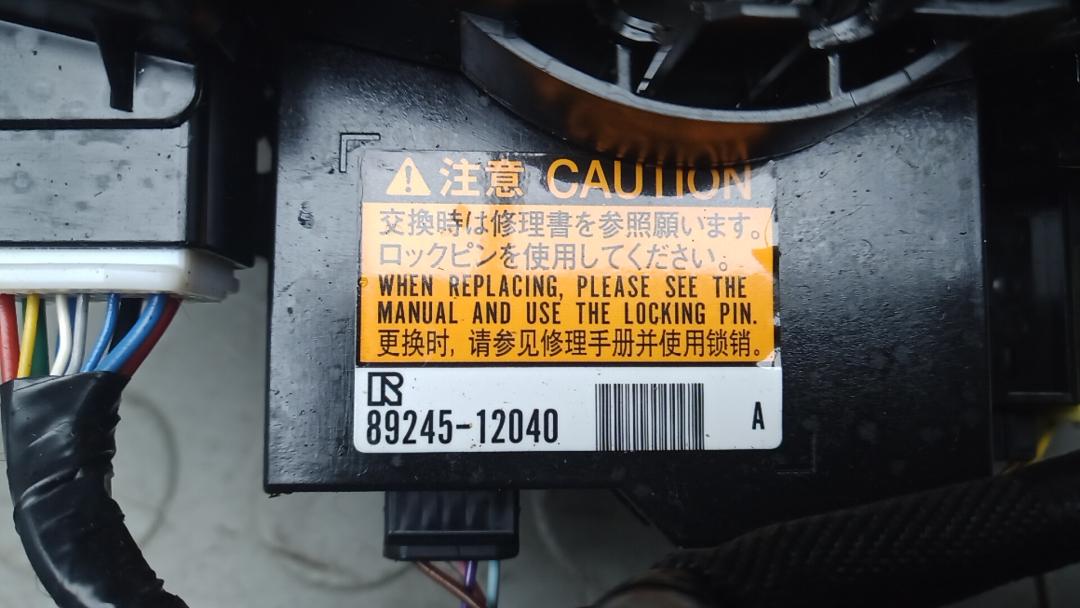 注意 CAUTION
交換時は修理書を参照願います。
ロックピンを使用してください。
WHEN REPLACING, PLEASE SEE THE
MANUAL AND USE THE LOCKING PIN.
更换时, 请参见修理手册并使用锁销。
R
89245-12040
A